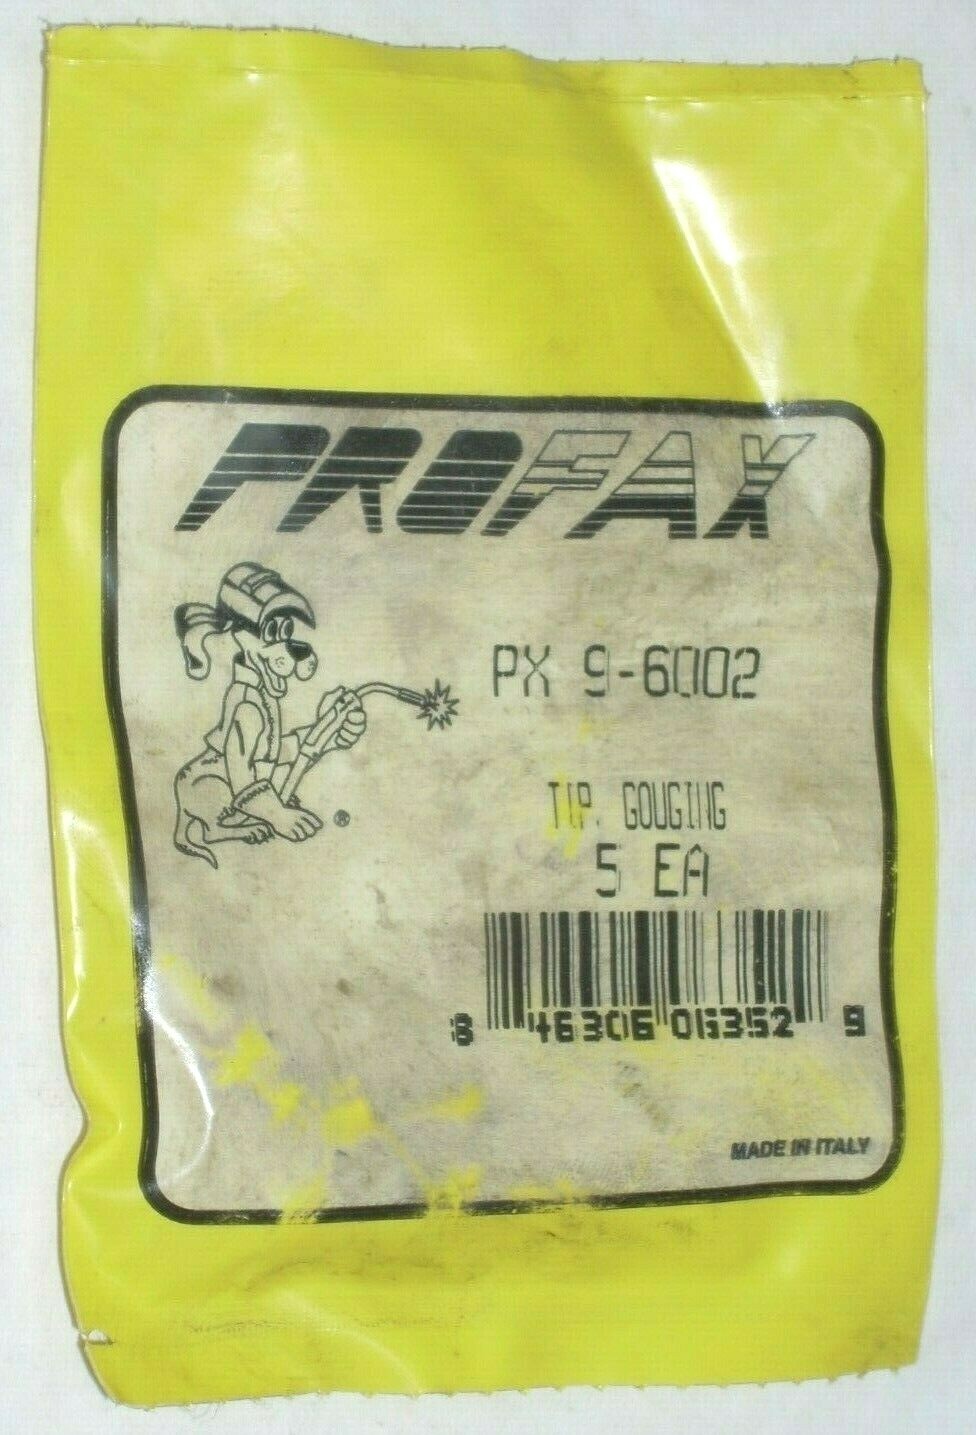 PROFAX
PX 9-6002
®
TIP. GOUGING
5 EA
8 46306 06352 9
MADE IN ITALY